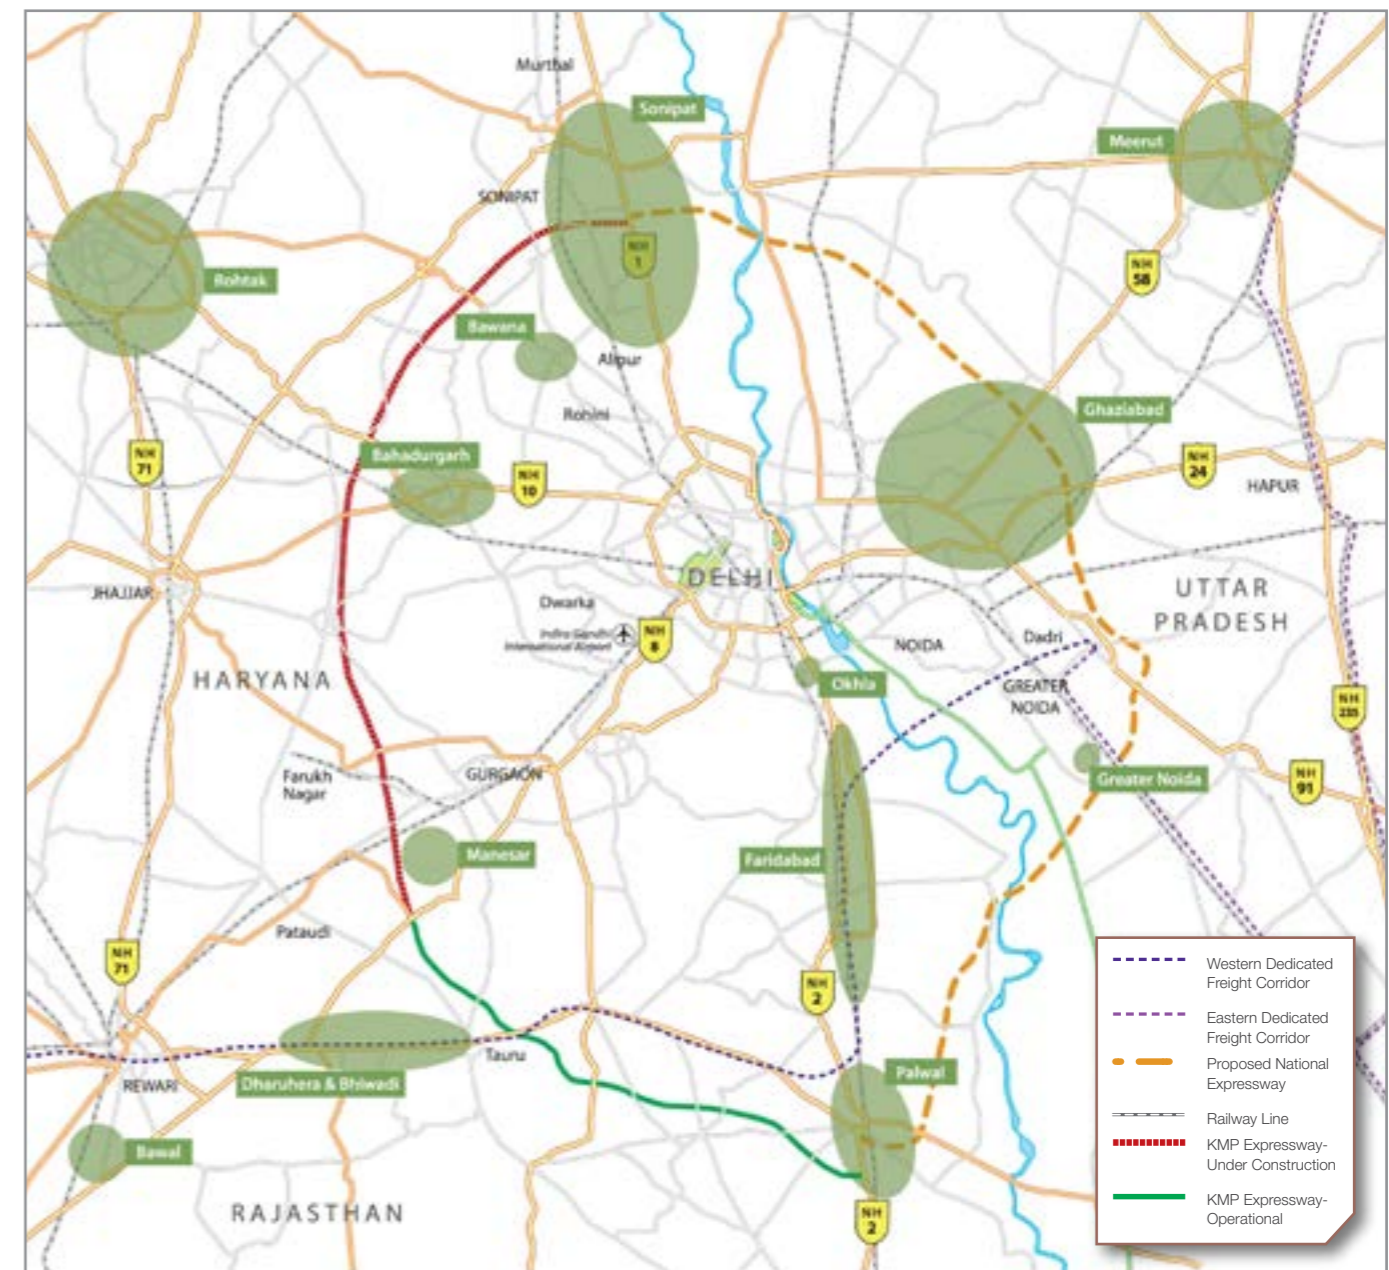 Murthal
Sonipat
Meerut
SONIPAT
NH
1
Rohtak
NH
58
Bawana
Alipur
Rohini
Ghaziabad
Bahadurgarh
NH
71
NH
10
NH
24
HAPUR
DELHI
JHAJJAR
Dwarka
Indira Gandhi
International Airport
NH
8
UTTAR
PRADESH
NOIDA
Dadri
HARYANA
Okhla
GREATER
NOIDA
NH
235
GURGAON
Farukh
Nagar
Greater Noida
NH
91
Manesar
Faridabad
Pataudi
NH
71
NH
2
Tauru
Palwal
REWARI
Dharuhera & Bhiwadi
Bawal
RAJASTHAN
NH
2
Western Dedicated
Freight Corridor
Eastern Dedicated
Freight Corridor
Proposed National
Expressway
Railway Line
KMP Expressway-
Under Construction
KMP Expressway-
Operational